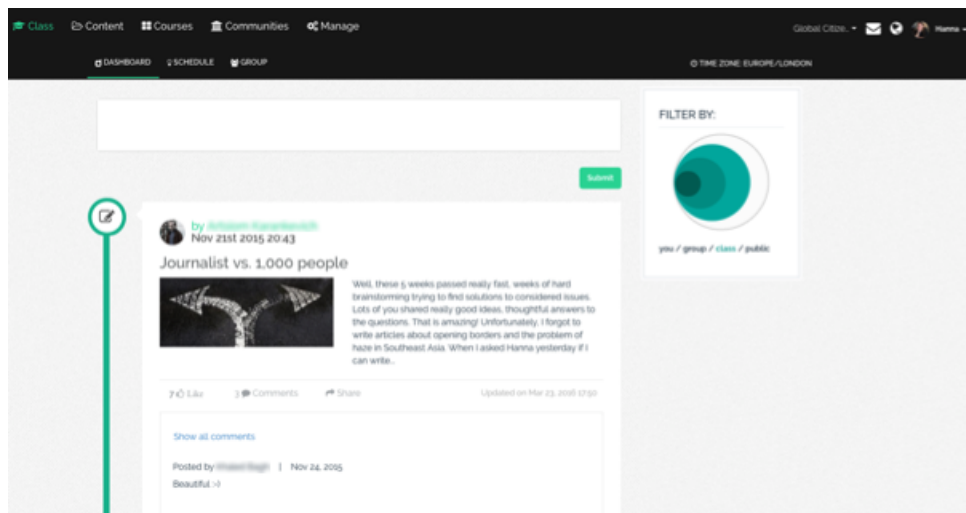 Class Content Courses Communities Manage Global Citize.. Hanna
DASHBOARD SCHEDULE GROUP TIME ZONE: EUROPE/LONDON
FILTER BY:
Submit
you / group / class / public
by
Nov 21st 2015 20:43
Journalist vs. 1,000 people
Well, these 5 weeks passed really fast, weeks of hard
brainstorming trying to find solutions to considered issues.
Lots of you shared really good ideas, thoughtful answers to
the questions. That is amazing! Unfortunately, I forgot to
write articles about opening borders and the problem of
haze in Southeast Asia. When I asked Hanna yesterday if I
can write...
7 Like 3 Comments Share Updated on Mar 23, 2016 17:50
Show all comments
Posted by | Nov 24, 2015
Beautiful :-)